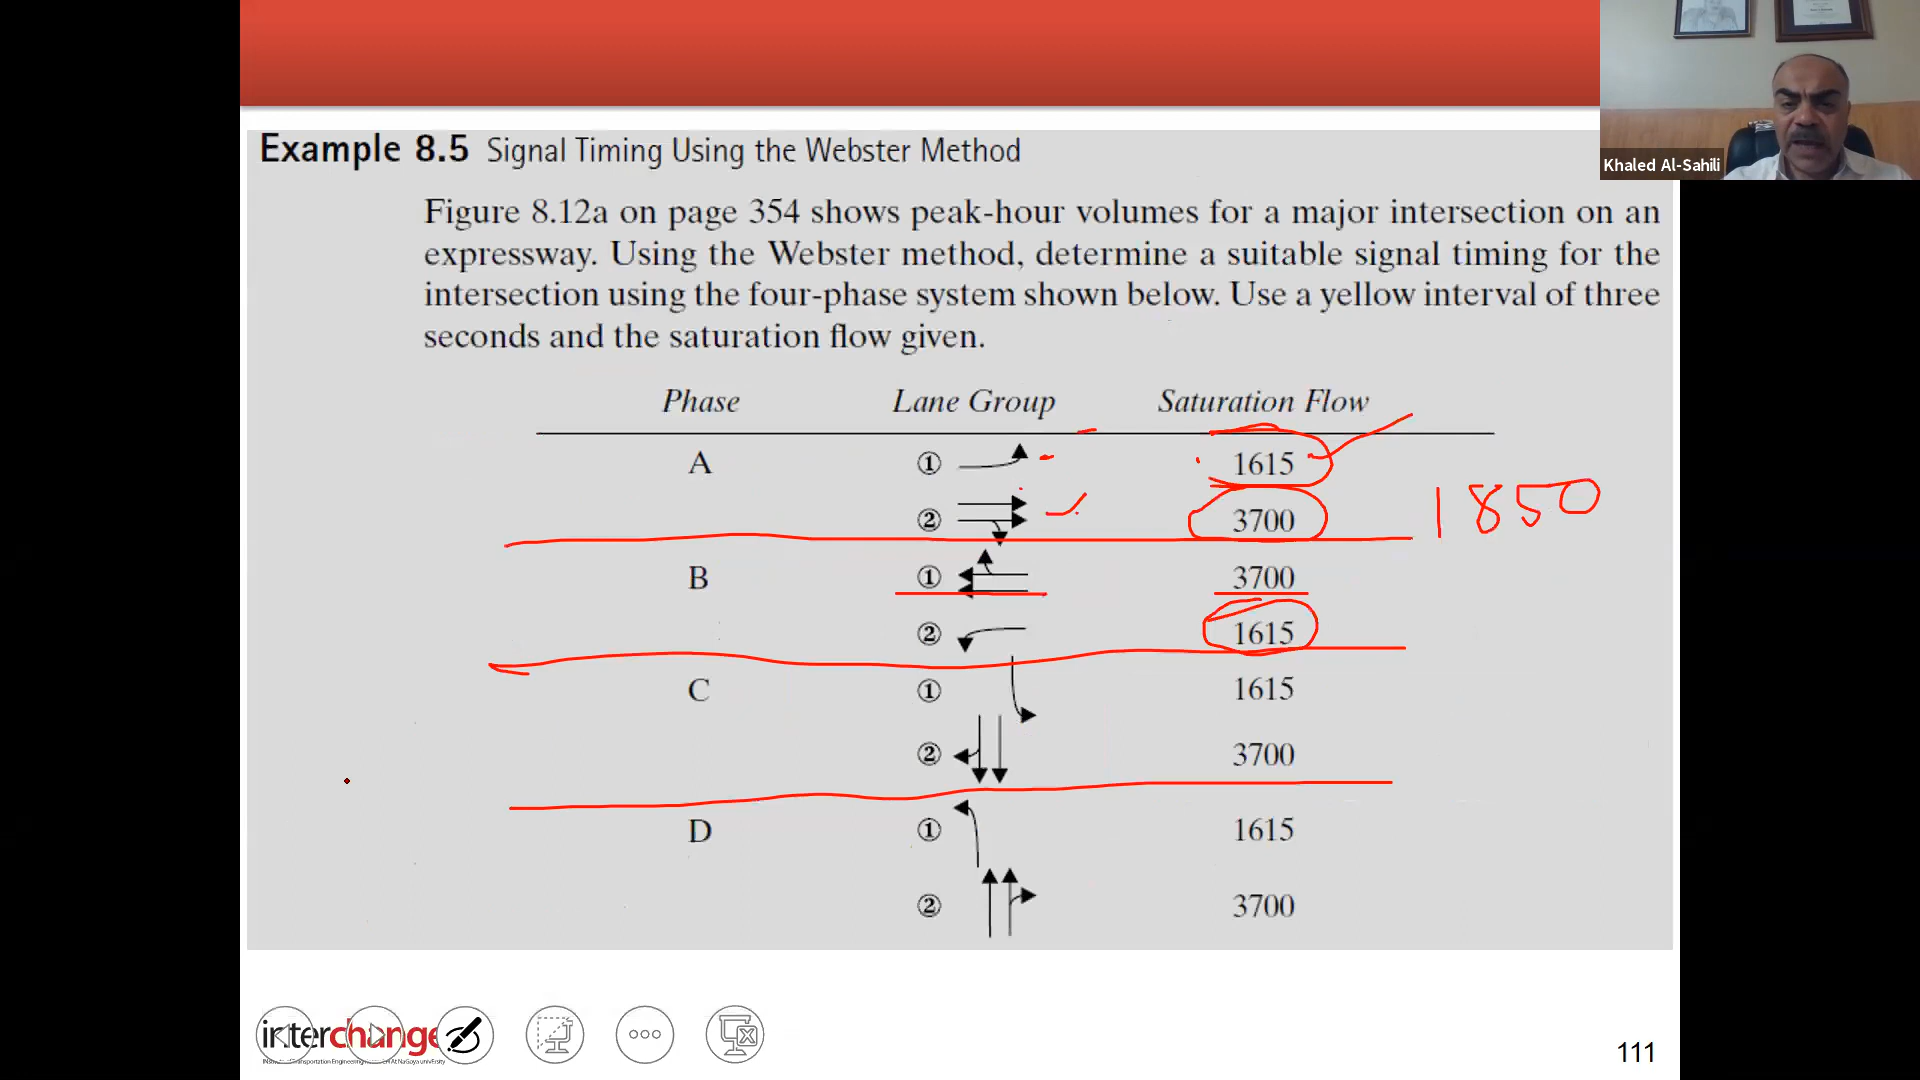 Khaled Al-Sahili
Example 8.5 Signal Timing Using the Webster Method
Figure 8.12a on page 354 shows peak-hour volumes for a major intersection on an
expressway. Using the Webster method, determine a suitable signal timing for the
intersection using the four-phase system shown below. Use a yellow interval of three
seconds and the saturation flow given.
Phase Lane Group Saturation Flow
A ① 1615
② 3700 1850
B ① 3700
② 1615
C ① 1615
② 3700
D ① 1615
② 3700
interchange
111